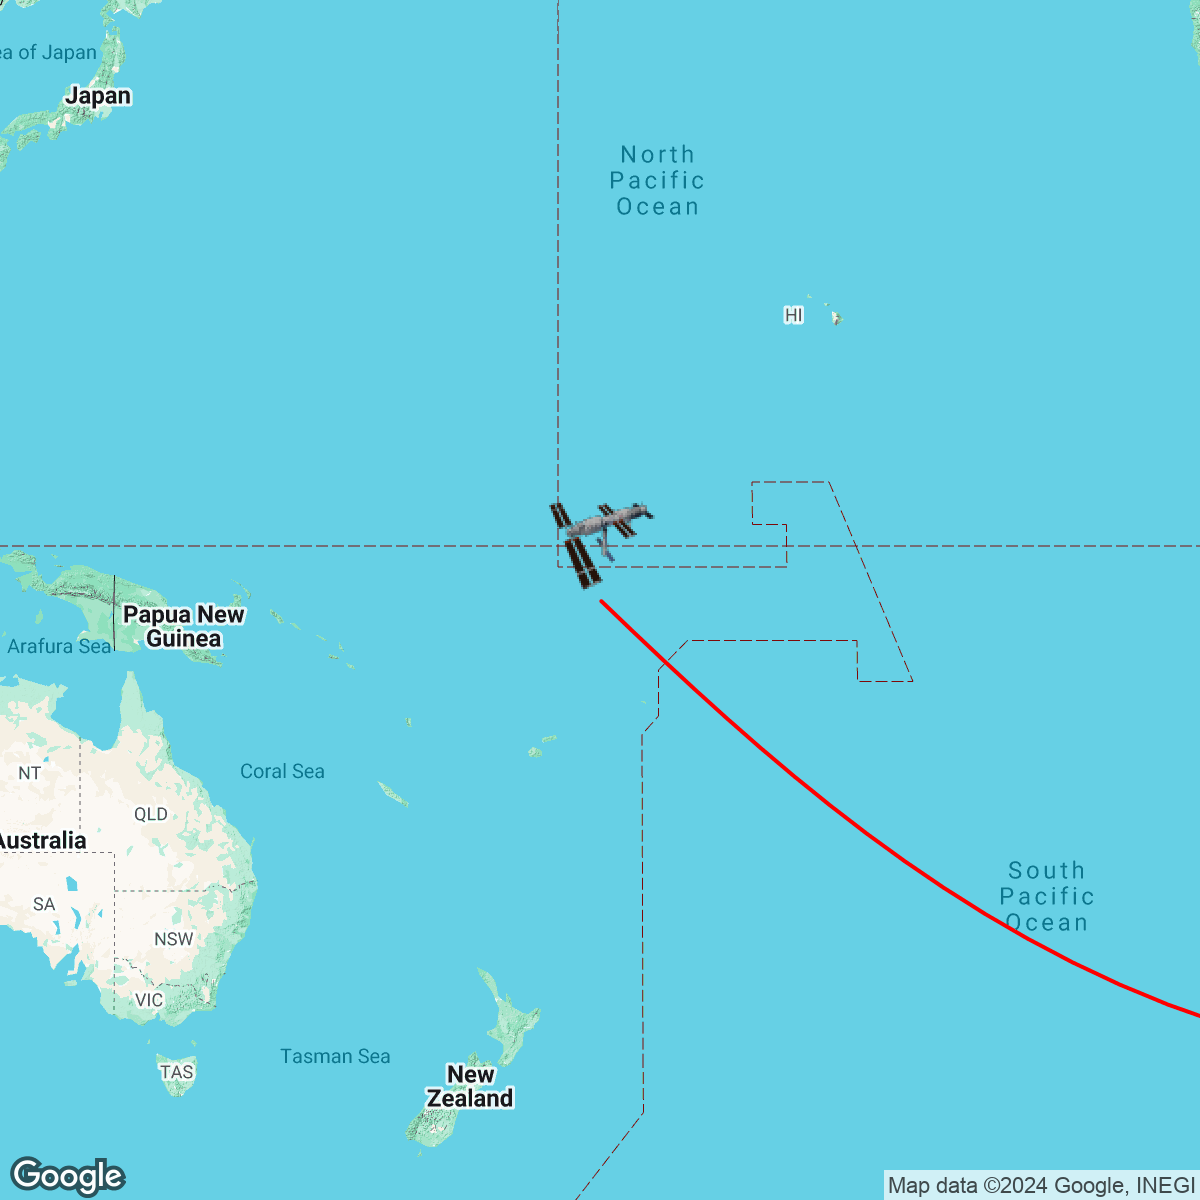 ea of Japan
Japan
North
Pacific
Ocean
HI
Papua New
Guinea
Arafura Sea
NT
Coral Sea
QLD
Australia
SA
NSW
VIC
South
Pacific
Ocean
Tasman Sea
TAS
New
Zealand
Google
Map data ©2024 Google, INEGI